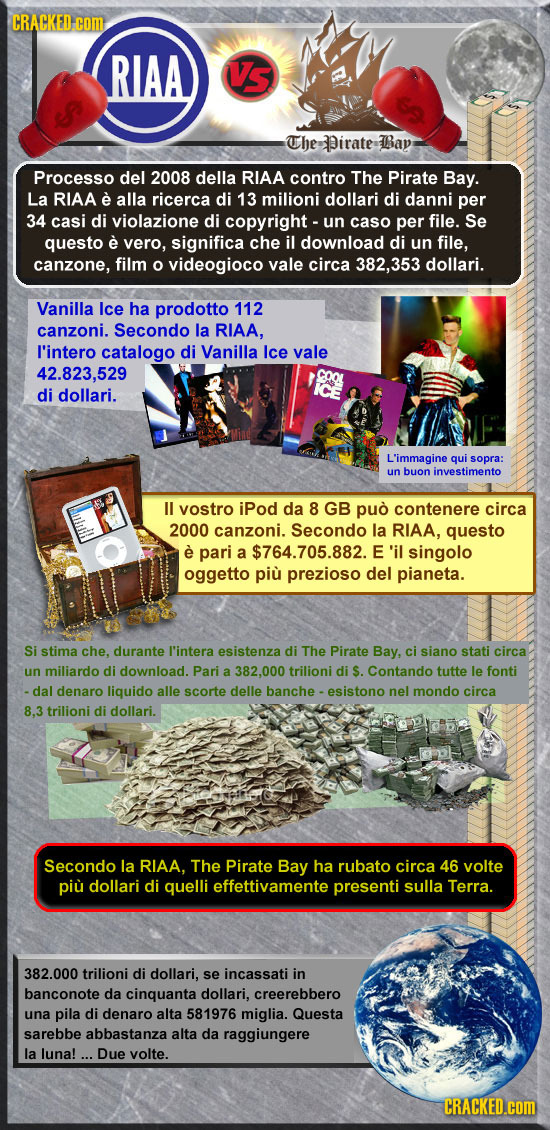 CRACKED.com
RIAA
VS
The Pirate Bay
Processo del 2008 della RIAA contro The Pirate Bay.
La RIAA è alla ricerca di 13 milioni dollari di danni per
34 casi di violazione di copyright - un caso per file. Se
questo è vero, significa che il download di un file,
canzone, film o videogioco vale circa 382,353 dollari.
Vanilla Ice ha prodotto 112
canzoni. Secondo la RIAA,
l'intero catalogo di Vanilla Ice vale
42.823,529
di dollari.
COOL
AS
ICE
L'immagine qui sopra:
un buon investimento
Il vostro iPod da 8 GB può contenere circa
2000 canzoni. Secondo la RIAA, questo
è pari a $764.705.882. E 'il singolo
oggetto più prezioso del pianeta.
Si stima che, durante l'intera esistenza di The Pirate Bay, ci siano stati circa
un miliardo di download. Pari a 382,000 trilioni di $. Contando tutte le fonti
- dal denaro liquido alle scorte delle banche - esistono nel mondo circa
8,3 trilioni di dollari.
Secondo la RIAA, The Pirate Bay ha rubato circa 46 volte
più dollari di quelli effettivamente presenti sulla Terra.
382.000 trilioni di dollari, se incassati in
banconote da cinquanta dollari, creerebbero
una pila di denaro alta 581976 miglia. Questa
sarebbe abbastanza alta da raggiungere
la luna! ... Due volte.
CRACKED.com